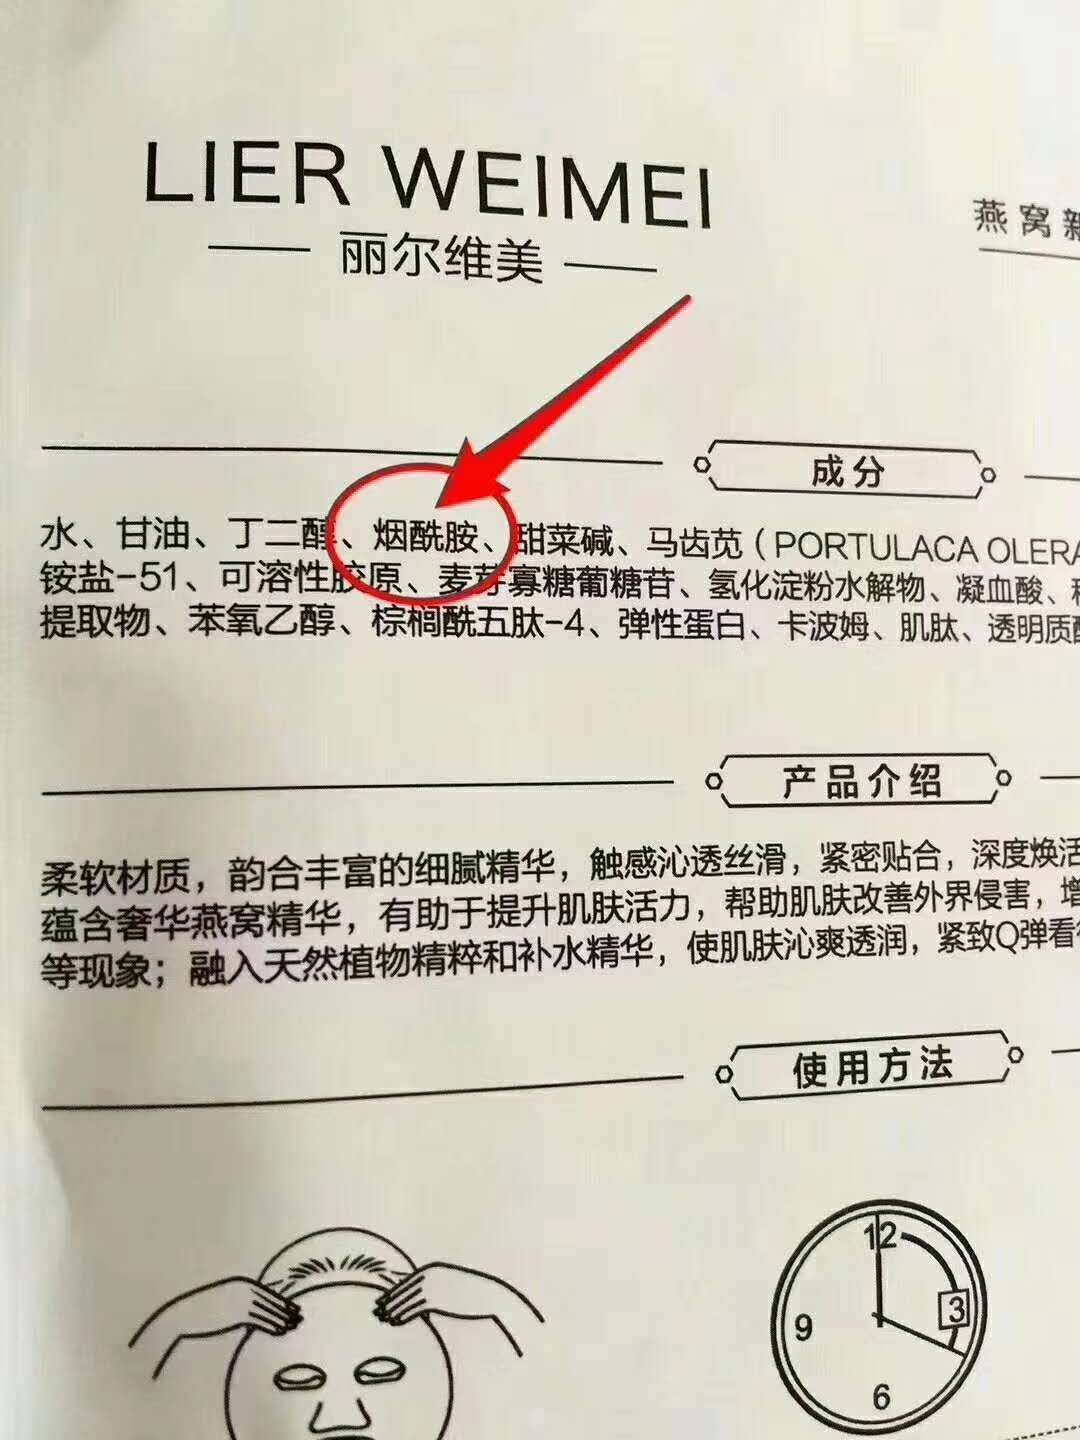 LIER WEIMEI
丽尔维美
燕窝新
成分
水、甘油、丁二醇、烟酰胺、甜菜碱、马齿苋（PORTULACA OLERA
铵盐-51、可溶性胶原、麦芽寡糖葡糖苷、氢化淀粉水解物、凝血酸、
提取物、苯氧乙醇、棕榈酰五肽-4、弹性蛋白、卡波姆、肌肽、透明质酸
产品介绍
柔软材质，韵合丰富的细腻精华，触感沁透丝滑，紧密贴合，深度焕活
蕴含奢华燕窝精华，有助于提升肌肤活力，帮助肌肤改善外界侵害，增
等现象；融入天然植物精粹和补水精华，使肌肤沁爽透润，紧致Q弹看
使用方法
12
3
9
6